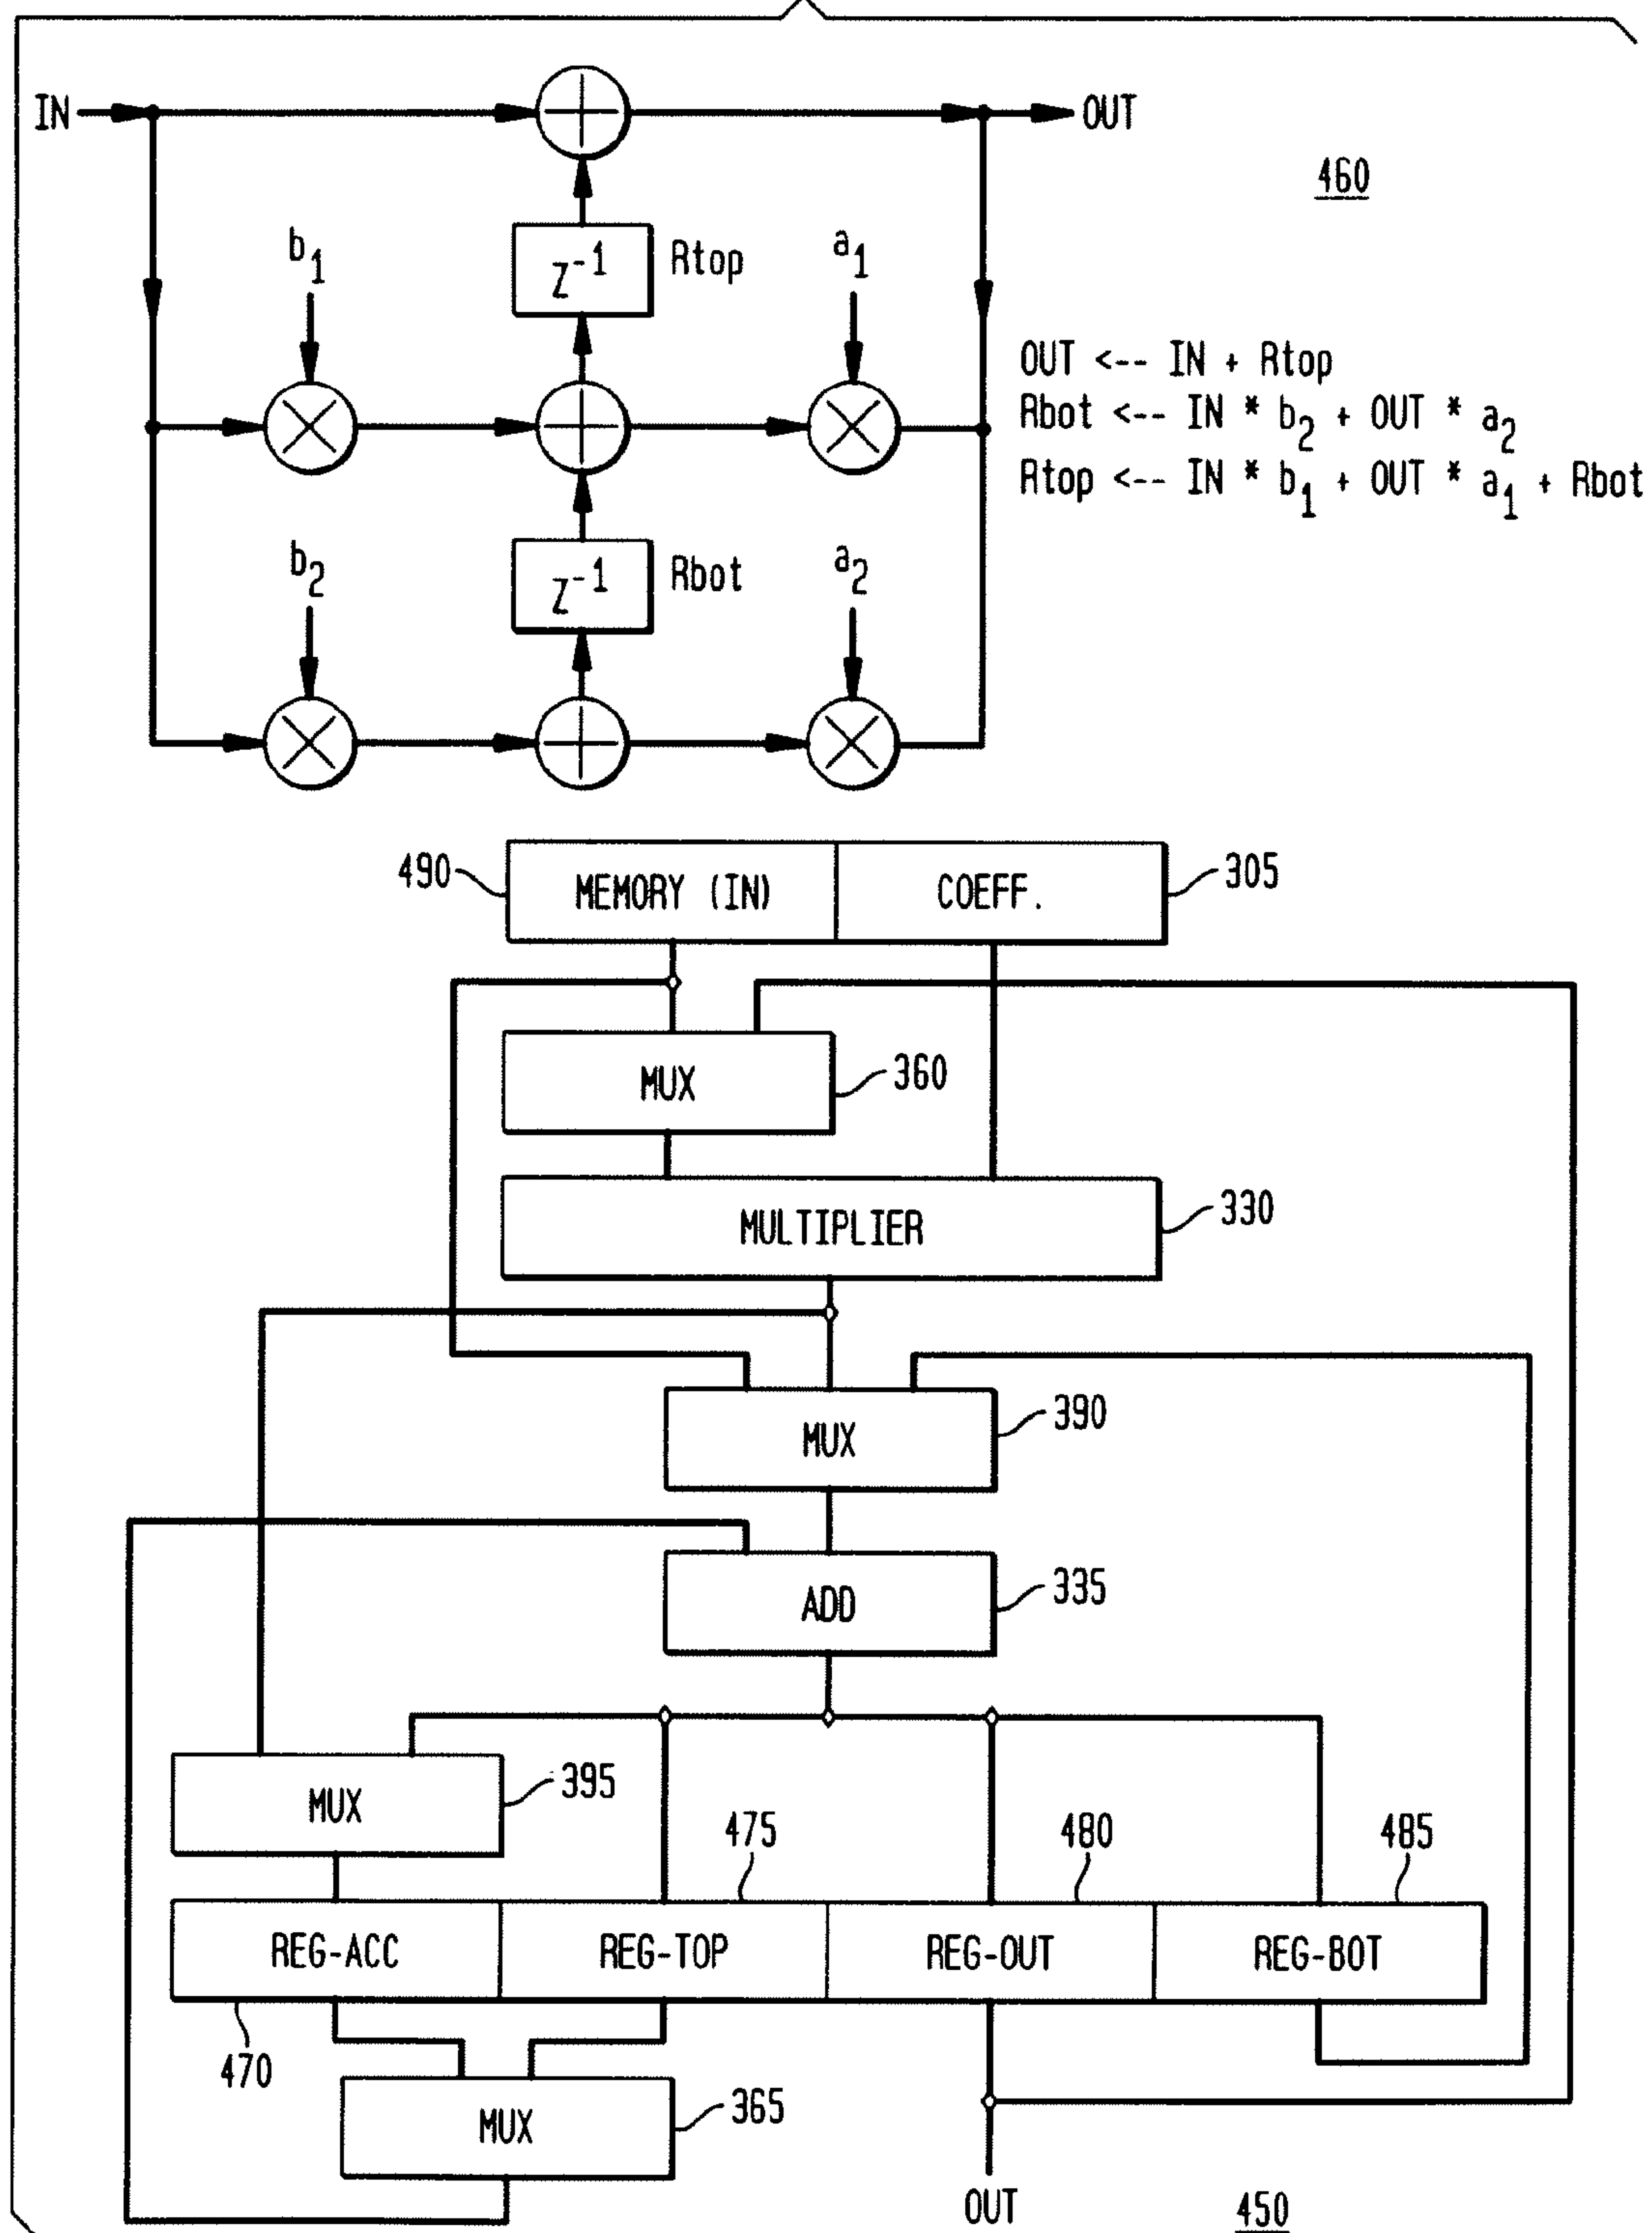 IN
OUT
460
b1
Z-1
Rtop
a1
OUT <-- IN + Rtop
Rbot <-- IN * b2 + OUT * a2
Rtop <-- IN * b1 + OUT * a1 + Rbot
b2
Z-1
Rbot
a2
490
MEMORY (IN)
COEFF.
305
MUX
360
MULTIPLIER
330
MUX
390
ADD
335
MUX
395
475
480
485
REG-ACC
REG-TOP
REG-OUT
REG-BOT
470
MUX
365
OUT
450